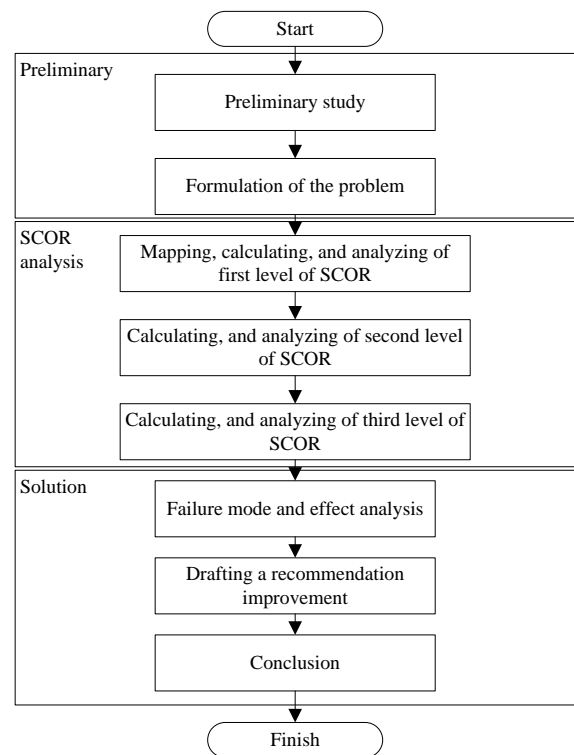 Start
Preliminary
Preliminary study
Formulation of the problem
SCOR
analysis
Mapping, calculating, and analyzing of
first level of SCOR
Calculating, and analyzing of second level
of SCOR
Calculating, and analyzing of third level of
SCOR
Solution
Failure mode and effect analysis
Drafting a recommendation
improvement
Conclusion
Finish